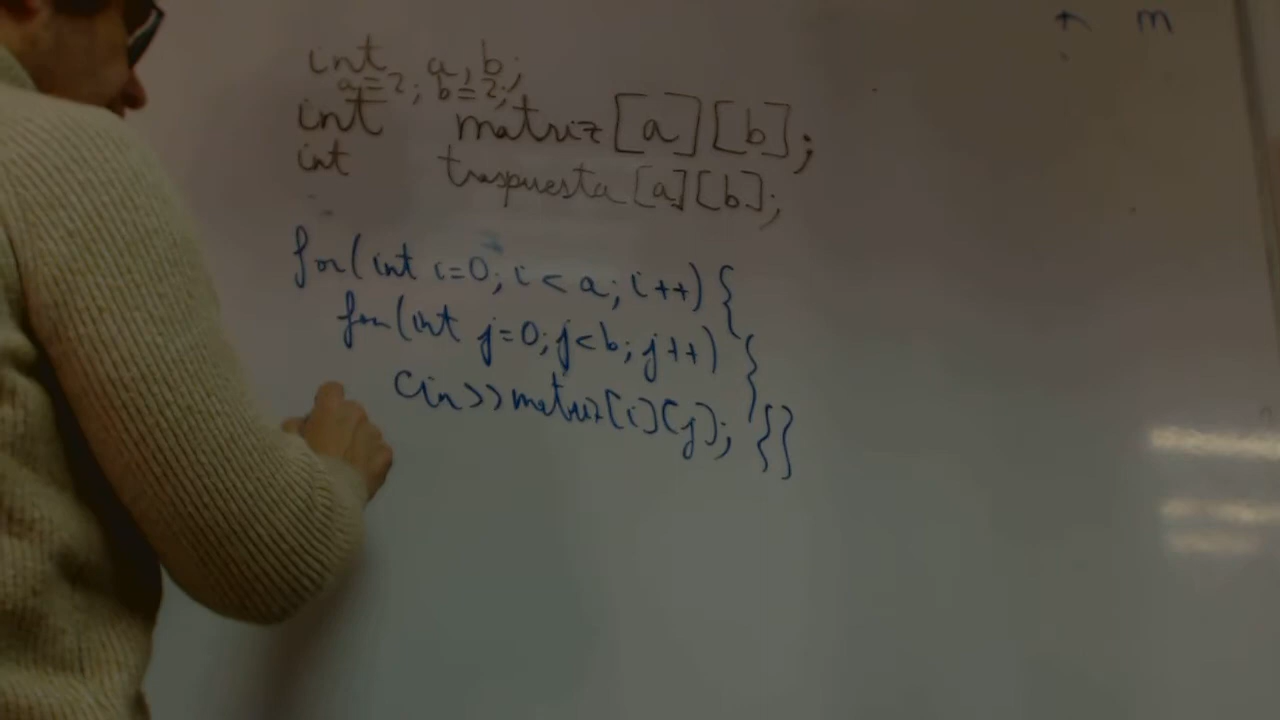 int a, b;
a=2; b=2;
int matriz[a][b];
int traspuesta[a][b];
for(int i=0; i<a; i++) {
for(int j=0; j<b; j++) {
cin>>matriz[i][j]; }}
m